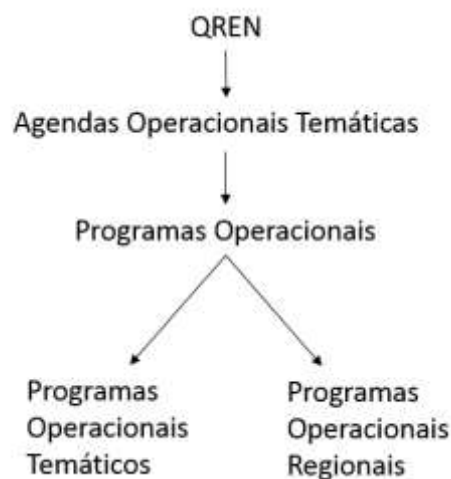 QREN
Agendas Operacionais Temáticas
Programas Operacionais
Programas
Operacionais
Temáticos
Programas
Operacionais
Regionais